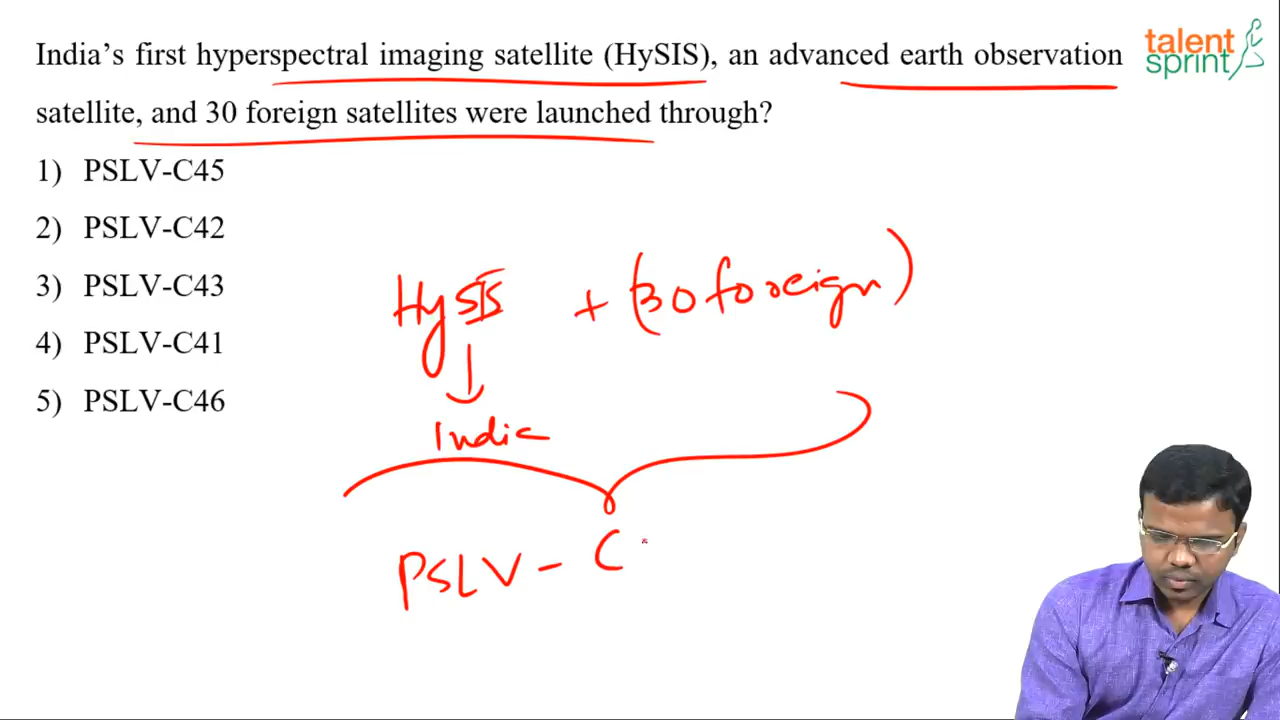 India's first hyperspectral imaging satellite (HySIS), an advanced earth observation
satellite, and 30 foreign satellites were launched through?
talent
sprint
1) PSLV-C45
2) PSLV-C42
3) PSLV-C43
4) PSLV-C41
5) PSLV-C46
HySIS + (30 foreign)
India
PSLV - C